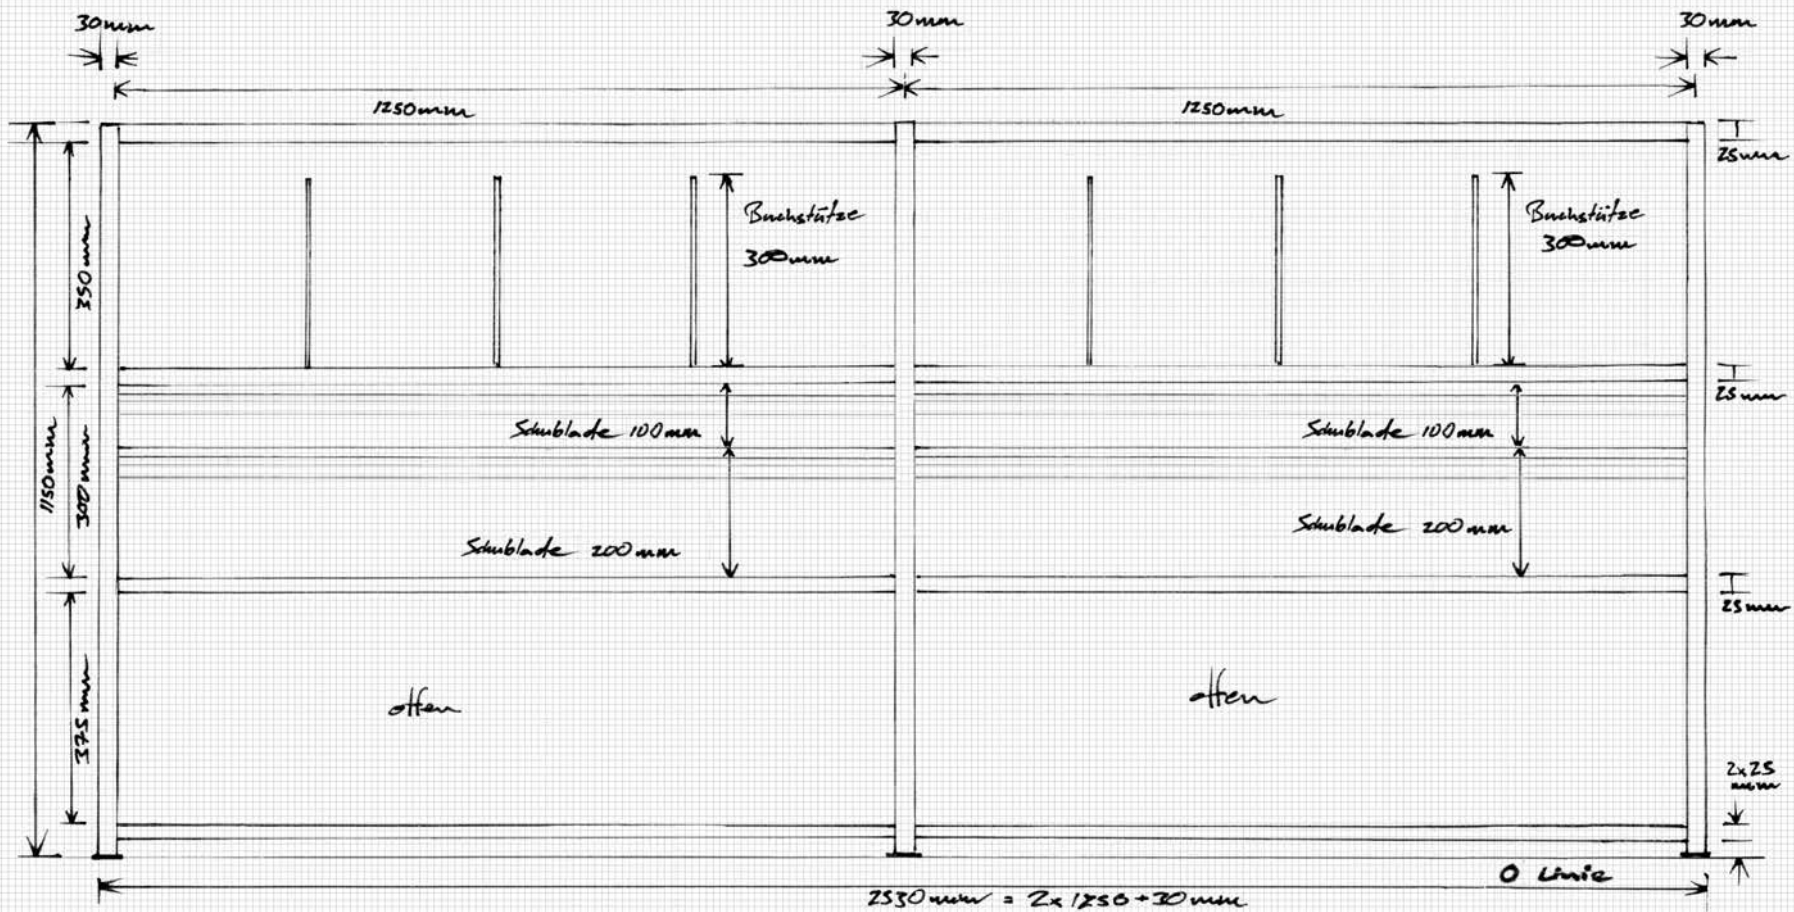 30mm
30mm
30mm
1250mm
1250mm
25mm
Buchstütze
300mm
Buchstütze
300mm
350mm
25mm
Schublade 100mm
Schublade 100mm
1150mm
300mm
Schublade 200mm
Schublade 200mm
25mm
375mm
offen
offen
2x25
mm
0 Linie
2530mm = 2x1250+30mm